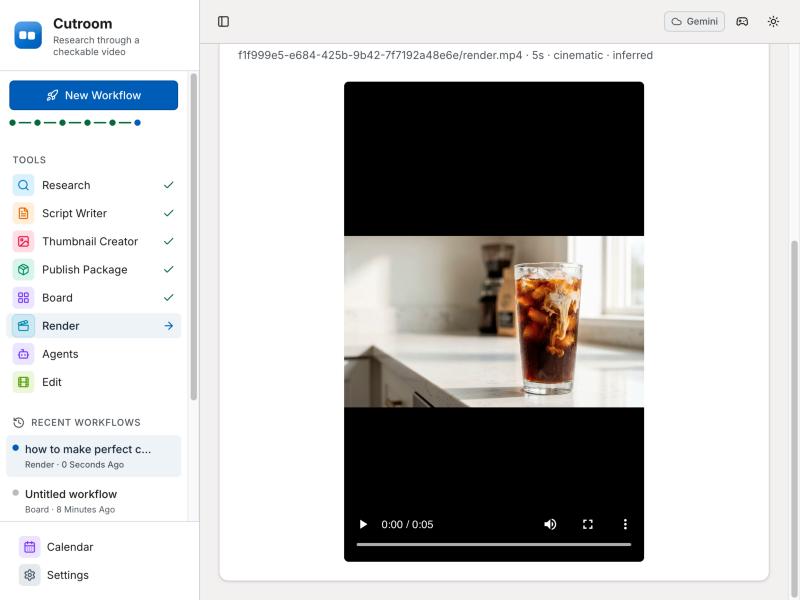 Cutroom
Research through a
checkable video
New Workflow
TOOLS
Research
Script Writer
Thumbnail Creator
Publish Package
Board
Render
Agents
Edit
RECENT WORKFLOWS
how to make perfect c...
Render · 0 Seconds Ago
Untitled workflow
Board · 8 Minutes Ago
Calendar
Settings
Gemini
f1f999e5-e684-425b-9b42-7f7192a48e6e/render.mp4 · 5s · cinematic · inferred
0:00 / 0:05